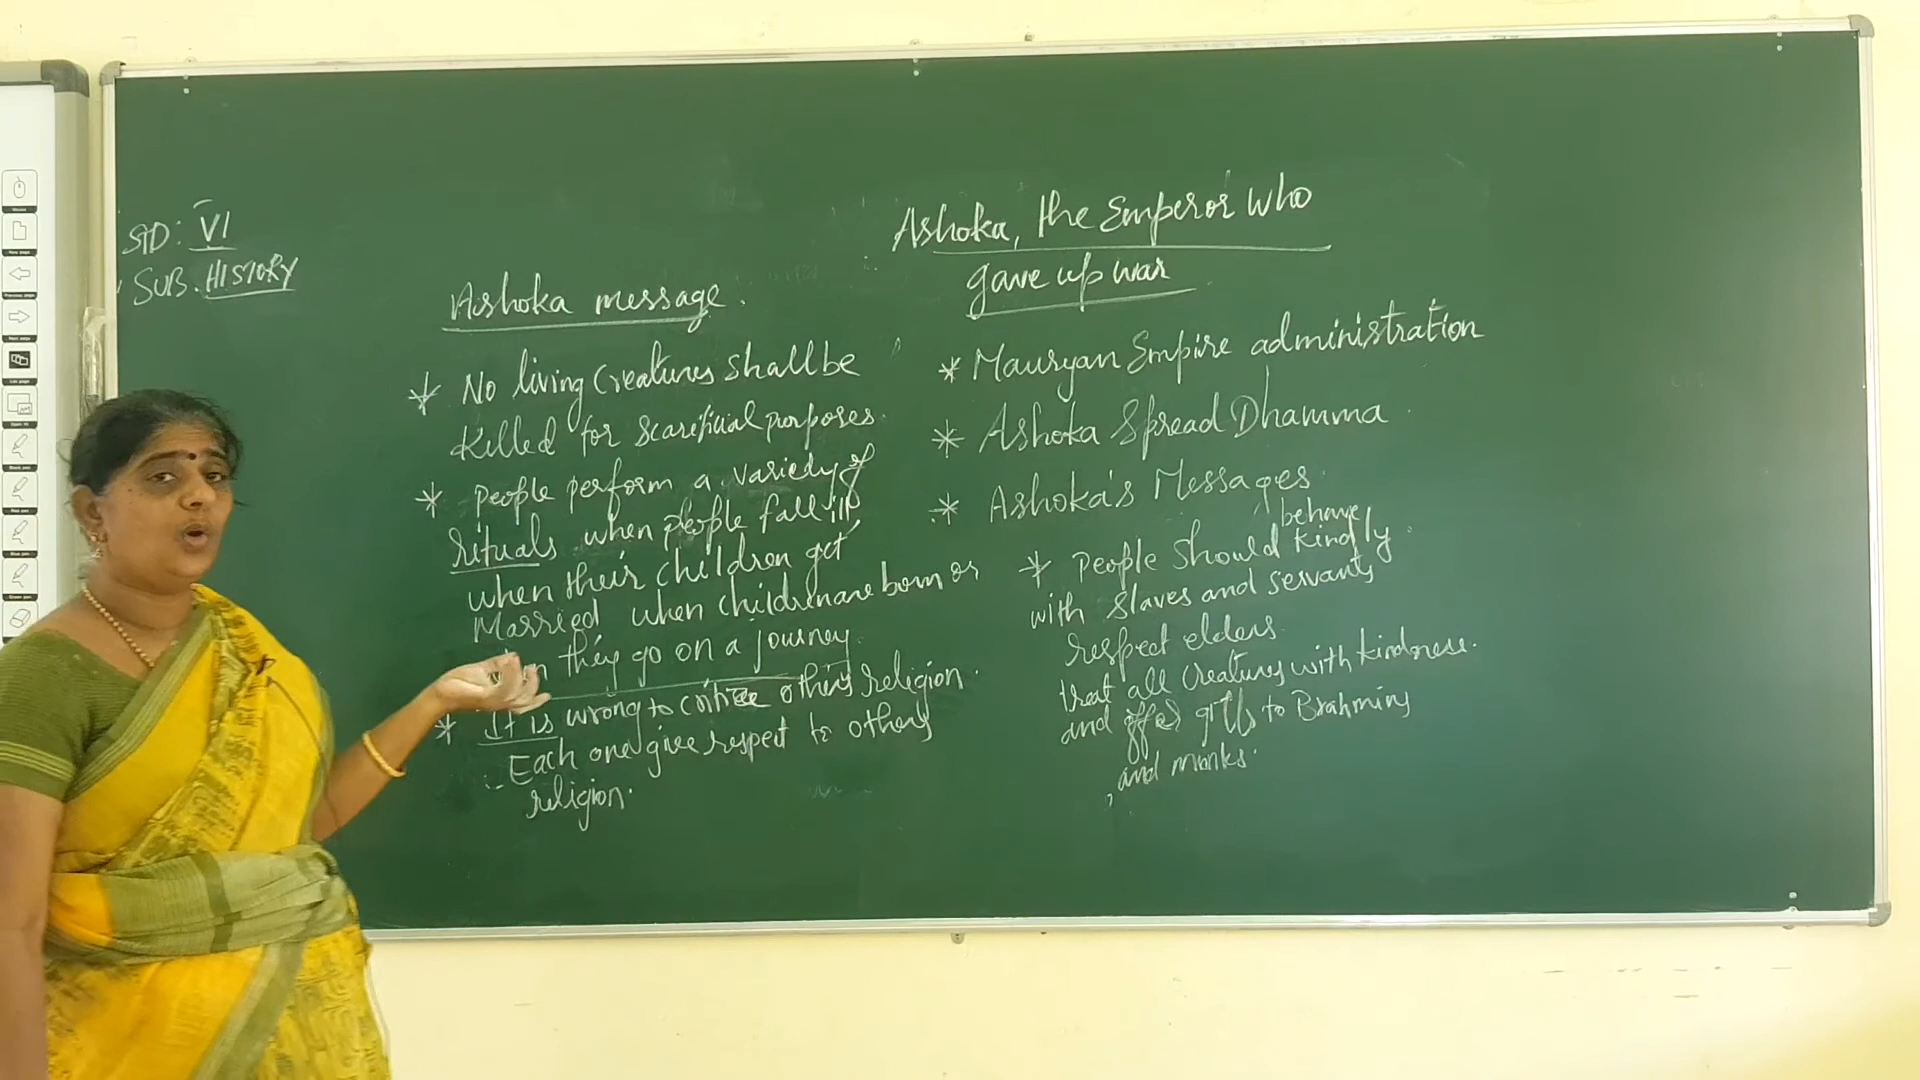 STD: VI
SUB. HISTORY
Ashoka, the Emperor who
gave up war
Ashoka message.
* No living creatures shall be
killed for scarificial purposes.
* people perform a variedy of
rituals. when people fall ill
when their children get
Married when children are born or
they go on a journey.
* It is wrong to others religion.
Each one give respect to others
religion.
* Mauryan Empire administration
* Ashoka Spread Dhamma.
* Ashoka's Messages.
behave
* People should kindly.
with slaves and servants
respect elders.
treat all creatures with kindness.
and offer gifts to Brahmins
and monks.